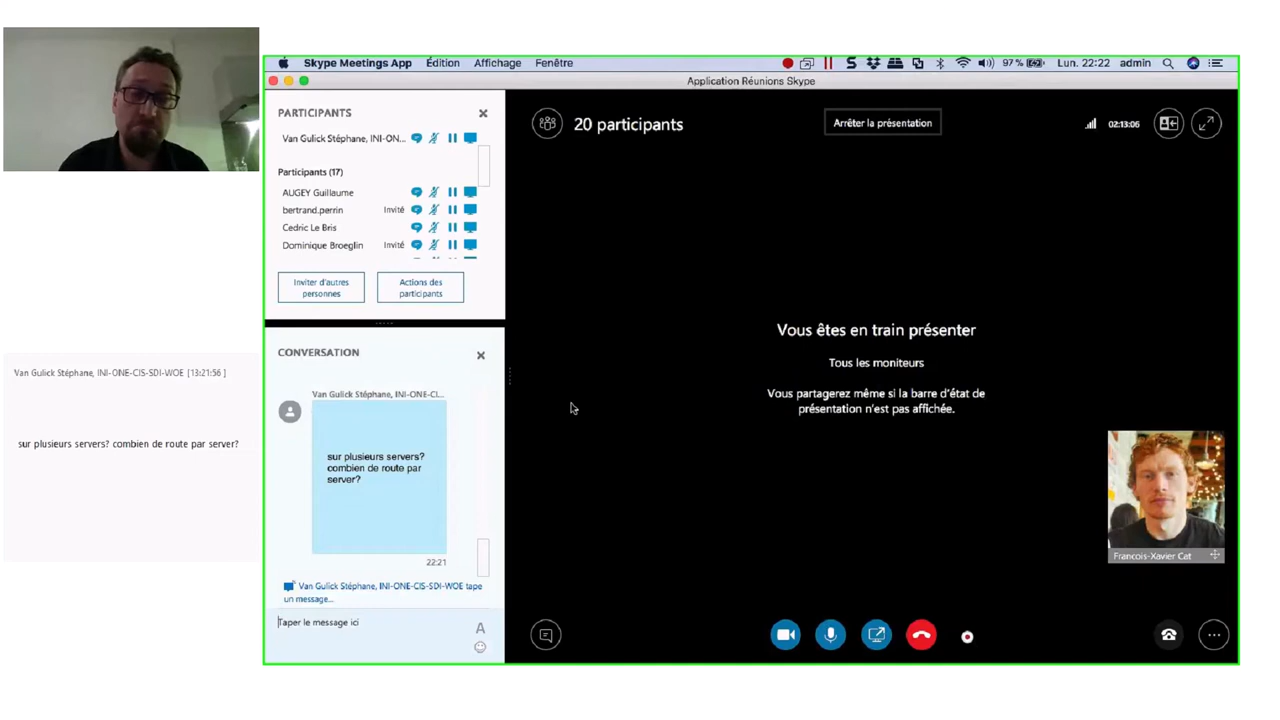 Skype Meetings App Édition Affichage Fenêtre 97 % Lun. 22:22 admin
Application Réunions Skype
PARTICIPANTS
Van Gulick Stéphane, INI-ON...
Participants (17)
AUGEY Guillaume
bertrand.perrin Invité
Cedric Le Bris
Dominique Broeglin Invité
Inviter d'autres
personnes
Actions des
participants
20 participants
Arrêter la présentation
02:13:06
Van Gulick Stéphane, INI-ONE-CIS-SDI-WOE [13:21:56 ]
sur plusieurs servers? combien de route par server?
CONVERSATION
Van Gulick Stéphane, INI-ONE-CI...
sur plusieurs servers?
combien de route par
server?
22:21
Van Gulick Stéphane, INI-ONE-CIS-SDI-WOE tape
un message...
Taper le message ici
A
Vous êtes en train présenter
Tous les moniteurs
Vous partagerez même si la barre d'état de
présentation n'est pas affichée.
Francois-Xavier Cat